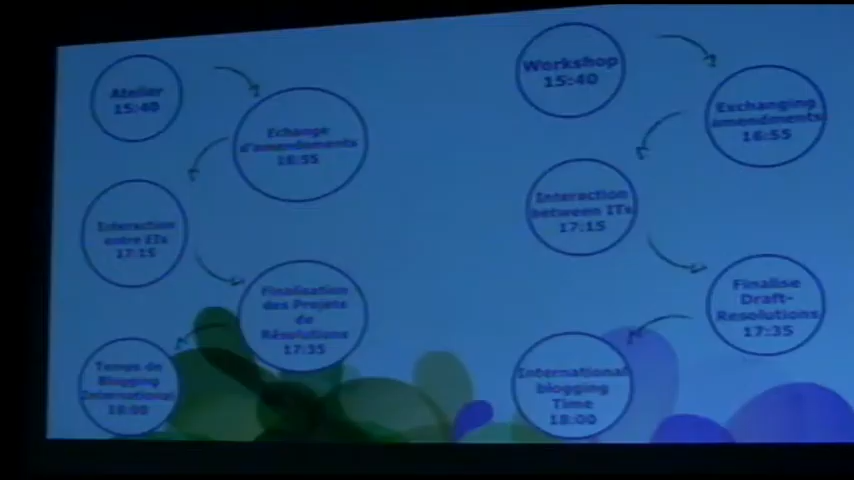 Atelier
15:40
Echange
d'amendements
16:55
Interaction
entre ITs
17:15
Finalisation
des Projets
de
Résolutions
17:35
Temps de
Blogging
International
18:00
Workshop
15:40
Exchanging
amendments
16:55
Interaction
between ITs
17:15
Finalise
Draft-
Resolutions
17:35
International
blogging
Time
18:00